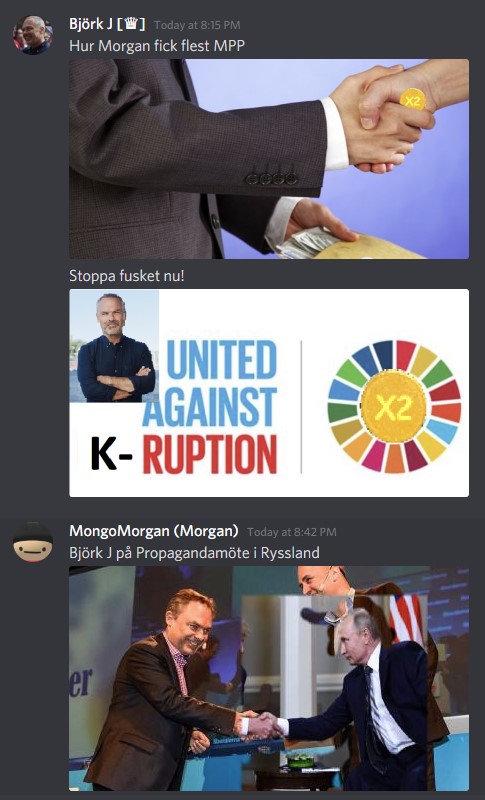 Björk J [♛] Today at 8:15 PM
Hur Morgan fick flest MPP
X2
Stoppa fusket nu!
UNITED
AGAINST
K- RUPTION
X2
MongoMorgan (Morgan) Today at 8:42 PM
Björk J på Propagandamöte i Ryssland
er